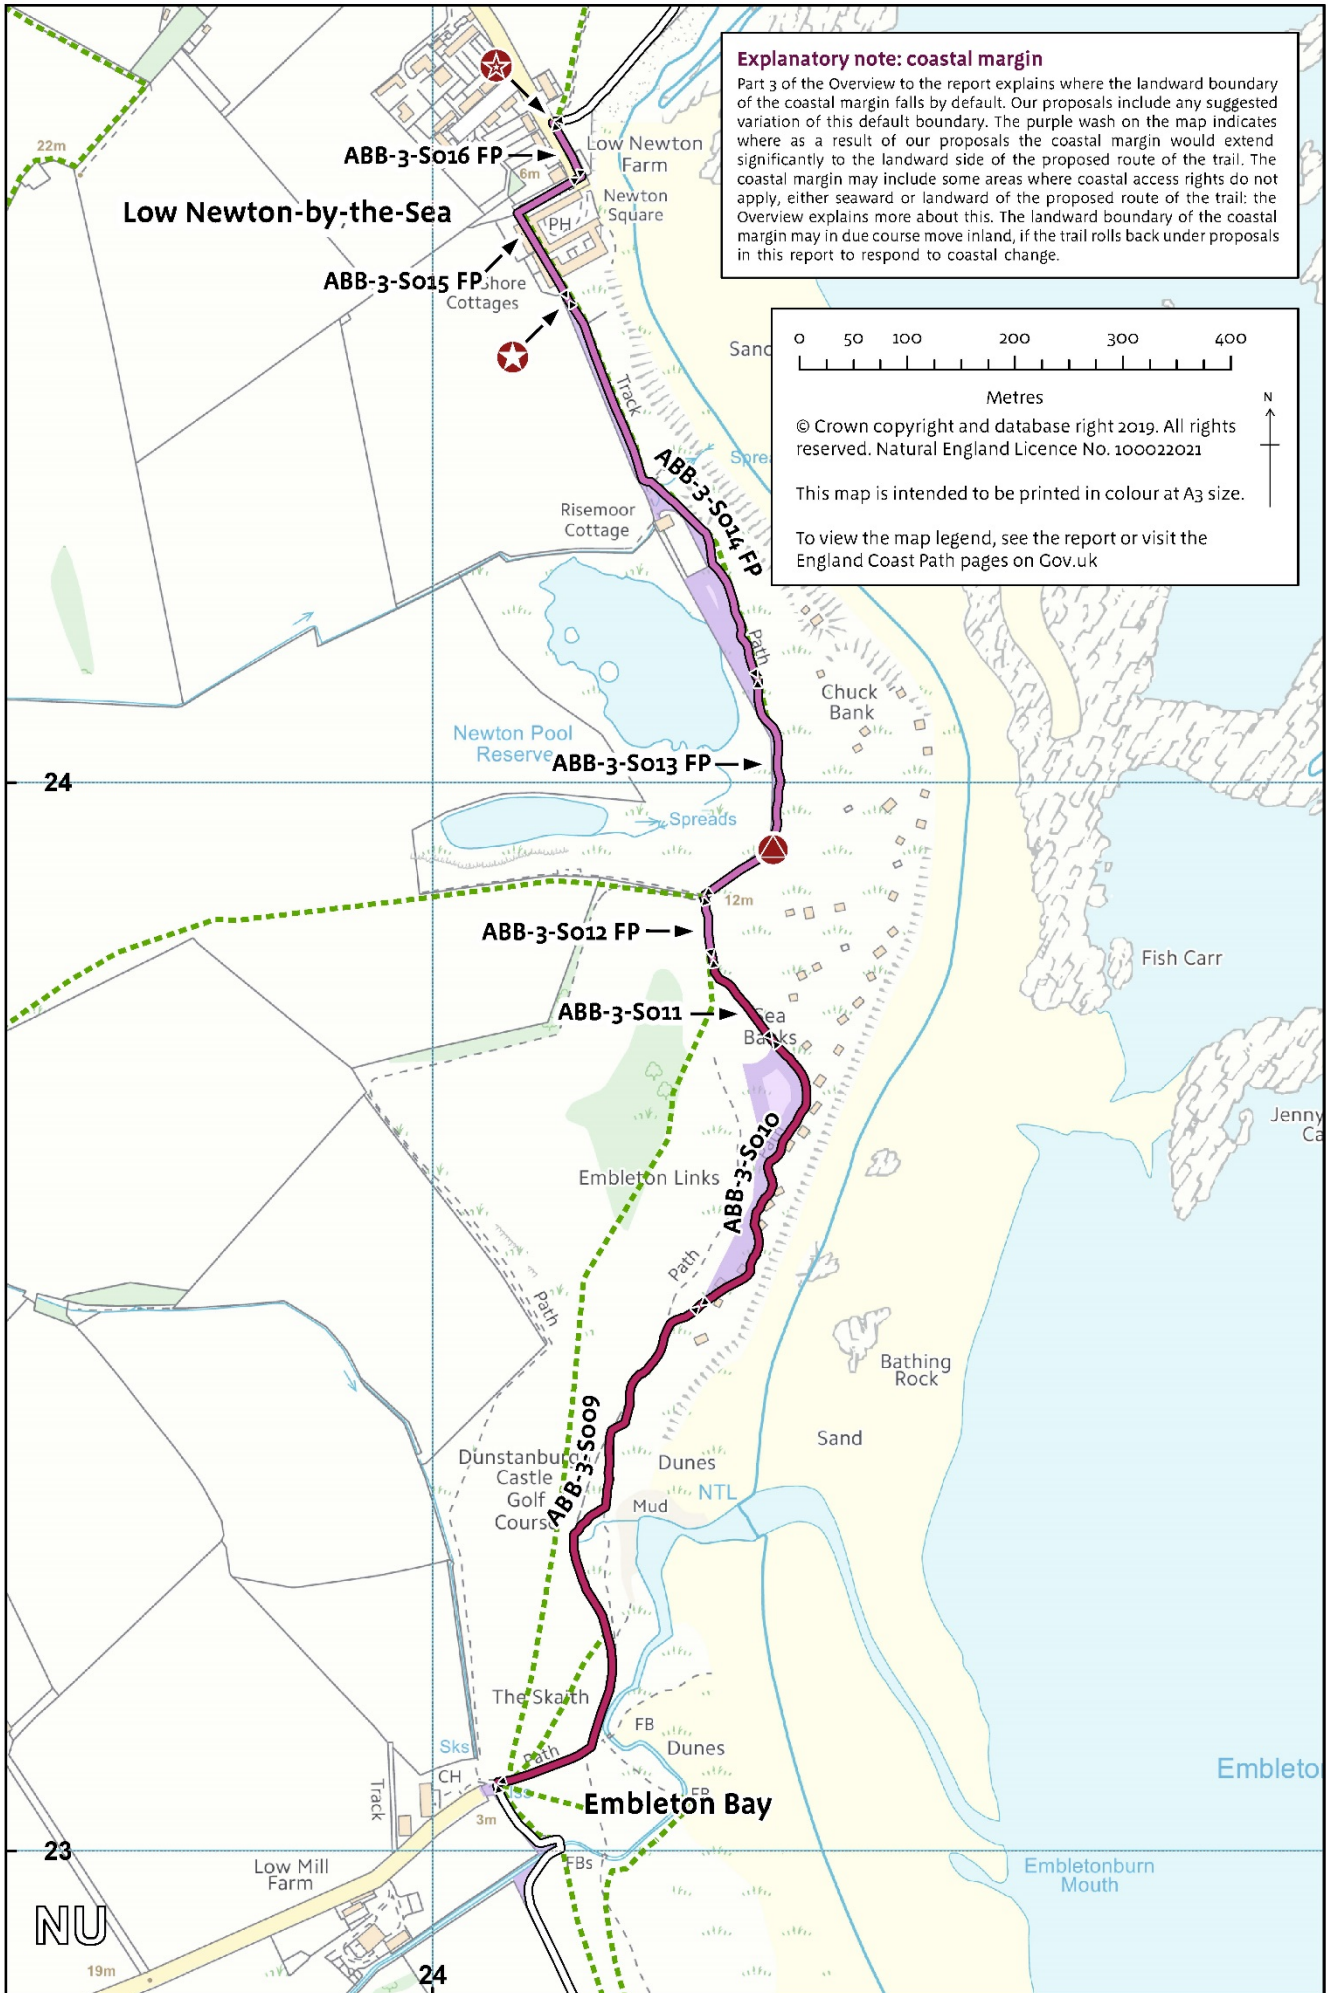 Explanatory note: coastal margin
Part 3 of the Overview to the report explains where the landward boundary
of the coastal margin falls by default. Our proposals include any suggested
variation of this default boundary. The purple wash on the map indicates
where as a result of our proposals the coastal margin would extend
significantly to the landward side of the proposed route of the trail. The
coastal margin may include some areas where coastal access rights do not
apply, either seaward or landward of the proposed route of the trail: the
Overview explains more about this. The landward boundary of the coastal
margin may in due course move inland, if the trail rolls back under proposals
in this report to respond to coastal change.
0 50 100 200 300 400
Metres
N
© Crown copyright and database right 2019. All rights
reserved. Natural England Licence No. 100022021
This map is intended to be printed in colour at A3 size.
To view the map legend, see the report or visit the
England Coast Path pages on Gov.uk
22m
ABB-3-S016 FP
Low Newton
Farm
6m
Newton
Square
Low Newton-by-the-Sea
PH
ABB-3-S015 FP
Shore
Cottages
Sand
Track
Sprea
ABB-3-S014 FP
Risemoor
Cottage
Path
Chuck
Bank
Newton Pool
Reserve
ABB-3-S013 FP
24
Spreads
12m
ABB-3-S012 FP
Fish Carr
ABB-3-S011
Sea
Banks
Jenny
Ca
ABB-3-S010
Embleton Links
Path
Path
Bathing
Rock
ABB-3-S009
Sand
Dunstanburg
Castle
Golf
Course
Dunes
NTL
Mud
The Skaith
FB
Dunes
Sks
Path
CH
Track
FB
Embleton Bay
Embleto
3m
23
FBs
Low Mill
Farm
Embletonburn
Mouth
NU
19m
24